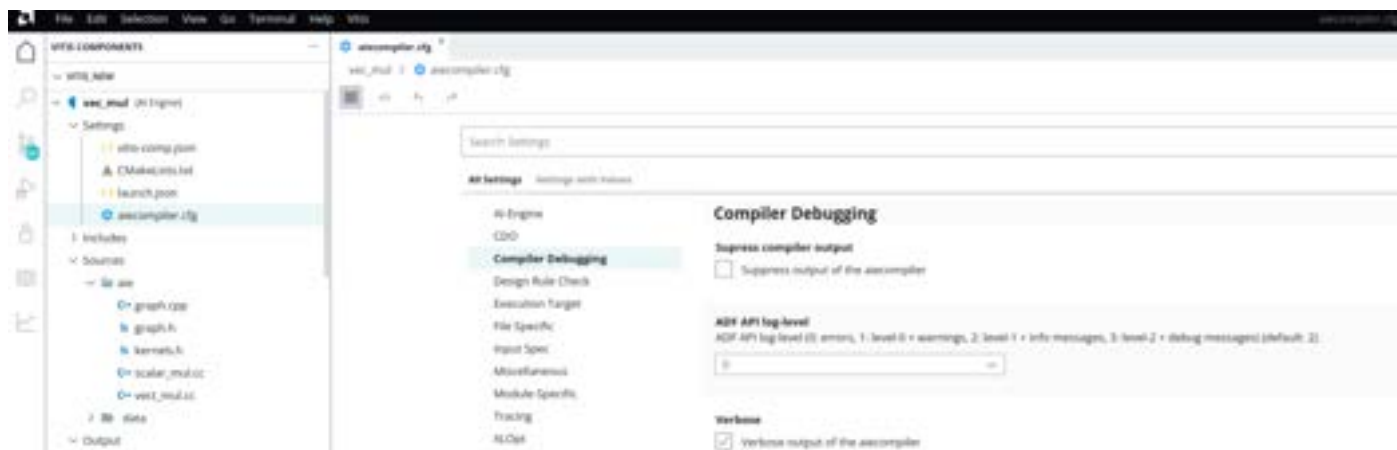 File Edit Selection View Go Terminal Help Vitis
aiecompiler.cfg
VITIS COMPONENTS
VITIS_NEW
vec_mul (AI Engine)
Settings
vitis-comp.json
CMakeLists.txt
launch.json
aiecompiler.cfg
Includes
Sources
aie
graph.cpp
graph.h
kernels.h
scalar_mul.cc
vect_mul.cc
data
Output
aiecompiler.cfg
vec_mul aiecompiler.cfg
Search Settings
All Settings Settings with Values
AI Engine
CDO
Compiler Debugging
Design Rule Check
Execution Target
File Specific
Input Spec
Miscellaneous
Module Specific
Tracing
XLOpt
Compiler Debugging
Supress compiler output
Suppress output of the aiecompiler
ADF API log-level
ADF API log-level (0: errors, 1: level-0 + warnings, 2: level-1 + info messages, 3: level-2 + debug messages) (default: 2)
Verbose
Verbose output of the aiecompiler